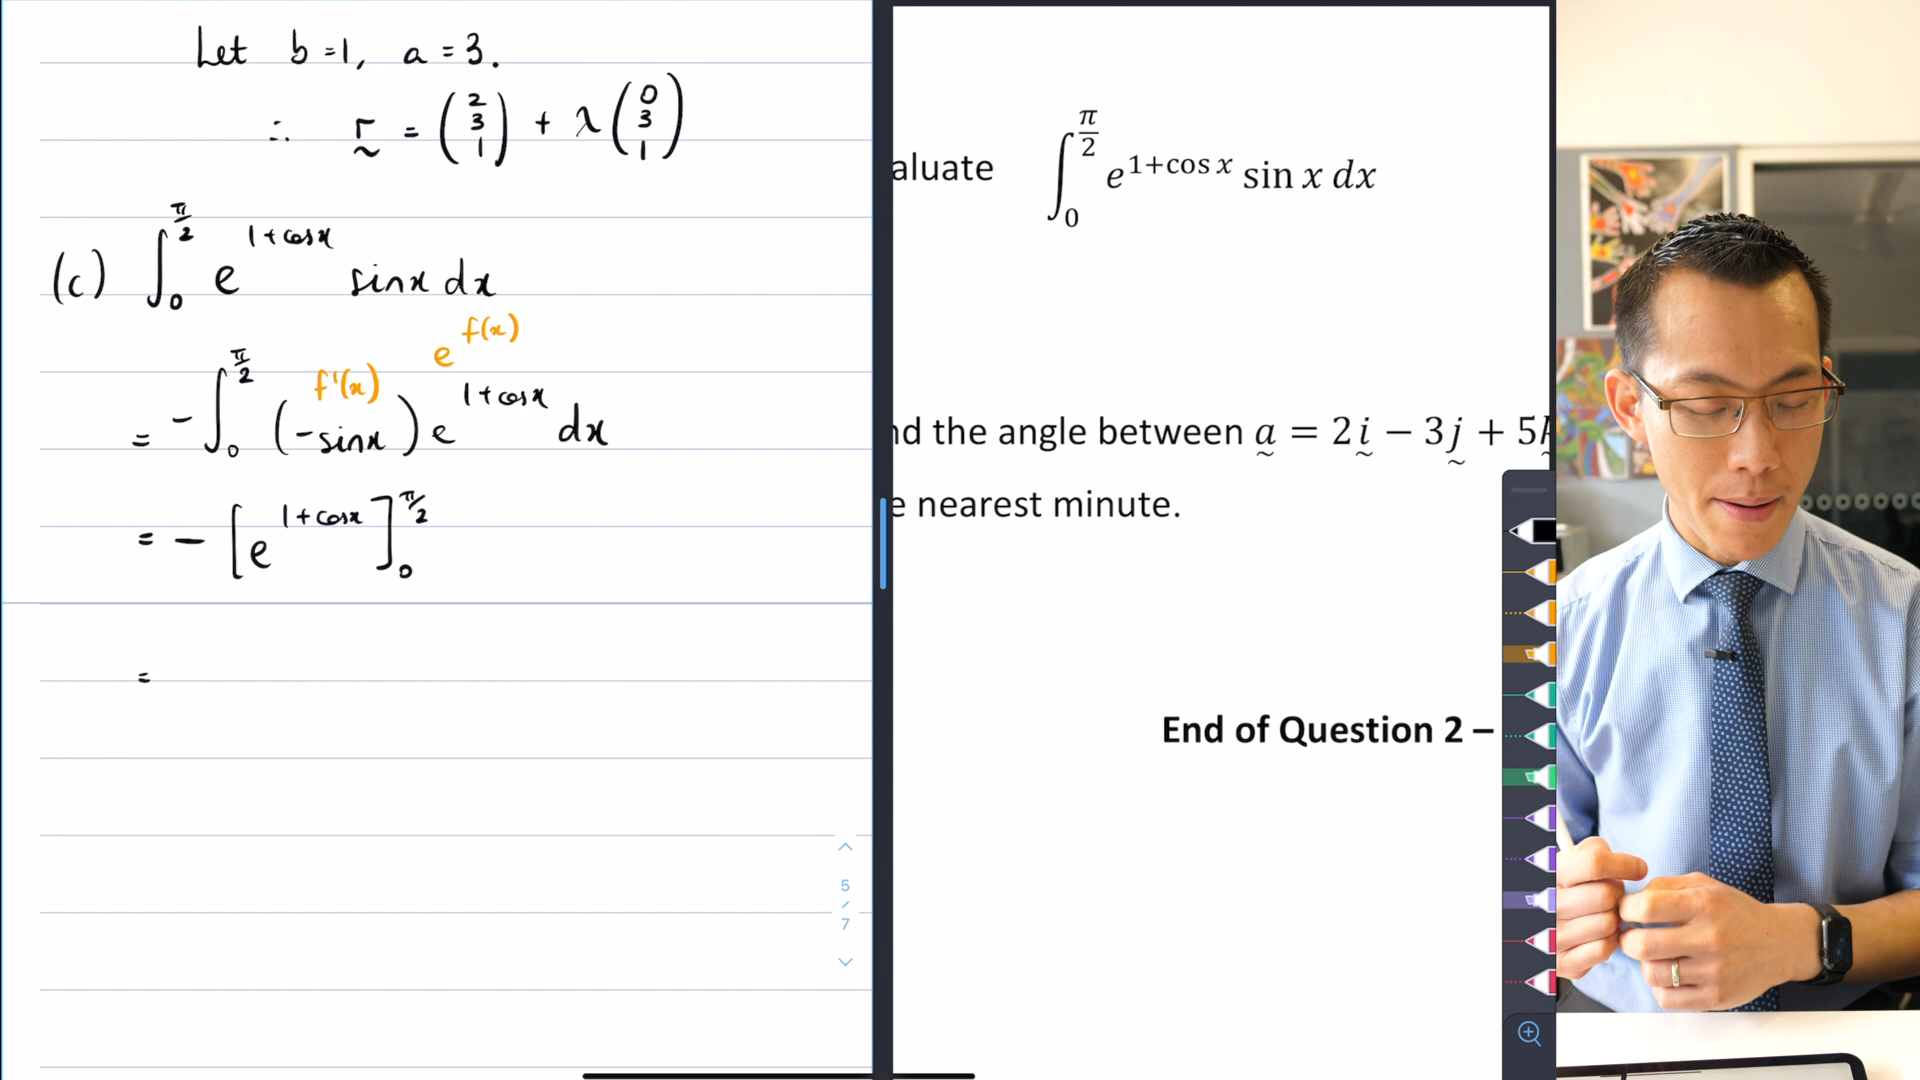 Let b=1, a=3.
∴ r̰ = (2 3 1) + λ (0 3 1)
(c) ∫₀^{π/2} e^{1+cosx} sinx dx
e^{f(x)}
f'(x)
= -∫₀^{π/2} (-sinx) e^{1+cosx} dx
= - [e^{1+cosx}]₀^{π/2}
=
5
/
7
aluate ∫₀^{π/2} e^{1+cos x} sin x dx
nd the angle between a̰ = 2ḭ − 3j̰ + 5
e nearest minute.
End of Question 2 –